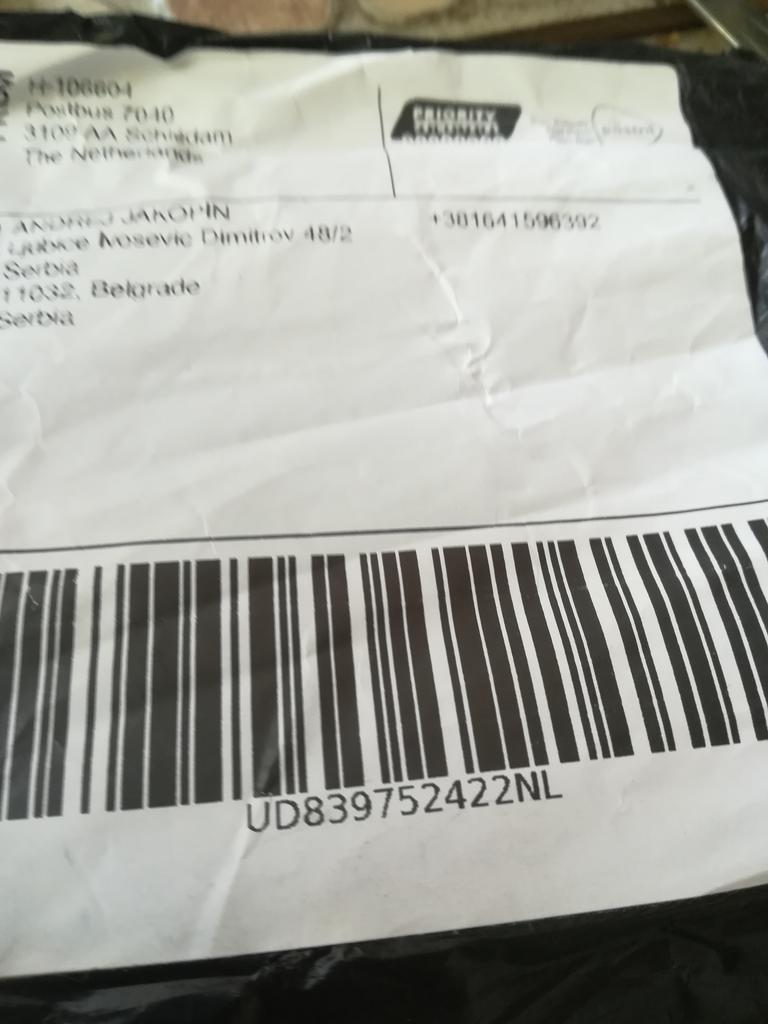 H-106604
Postbus 7040
3109 AA Schiedam
The Netherlands
PRIORITY
ANDREJ JAKOPIN
Ljubice Ivosevic Dimitrov 48/2
+381641596392
Serbia
11032, Belgrade
Serbia
UD839752422NL